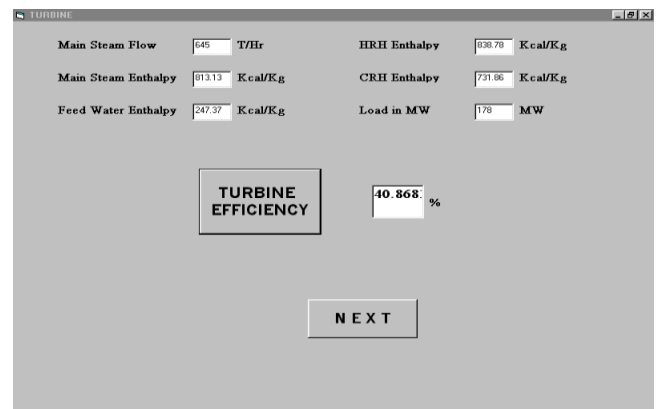 TURBINE
Main Steam Flow 645 T/Hr HRH Enthalpy 838.78 Kcal/Kg
Main Steam Enthalpy 813.13 Kcal/Kg CRH Enthalpy 731.86 Kcal/Kg
Feed Water Enthalpy 247.37 Kcal/Kg Load in MW 178 MW
TURBINE
EFFICIENCY
40.868 %
NEXT